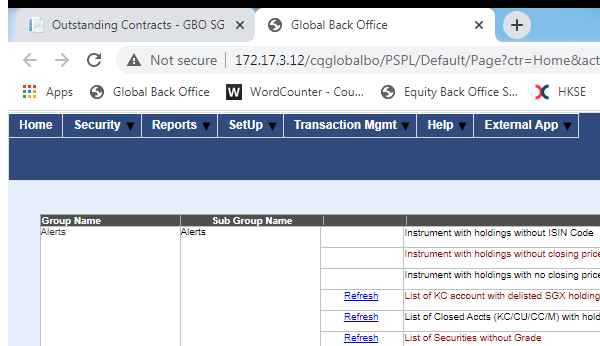 Outstanding Contracts - GBO SG
Global Back Office
Not secure 172.17.3.12/cqglobalbo/PSPL/Default/Page?ctr=Home&act
Apps Global Back Office WordCounter - Cou... Equity Back Office S... HKSE
Home Security Reports SetUp Transaction Mgmt Help External App
Group Name Sub Group Name
Alerts Alerts Instrument with holdings without ISIN Code
Instrument with holdings without closing price
Instrument with holdings with no closing price
Refresh List of KC account with delisted SGX holding
Refresh List of Closed Accts (KC/CU/CC/M) with hold
Refresh List of Securities without Grade